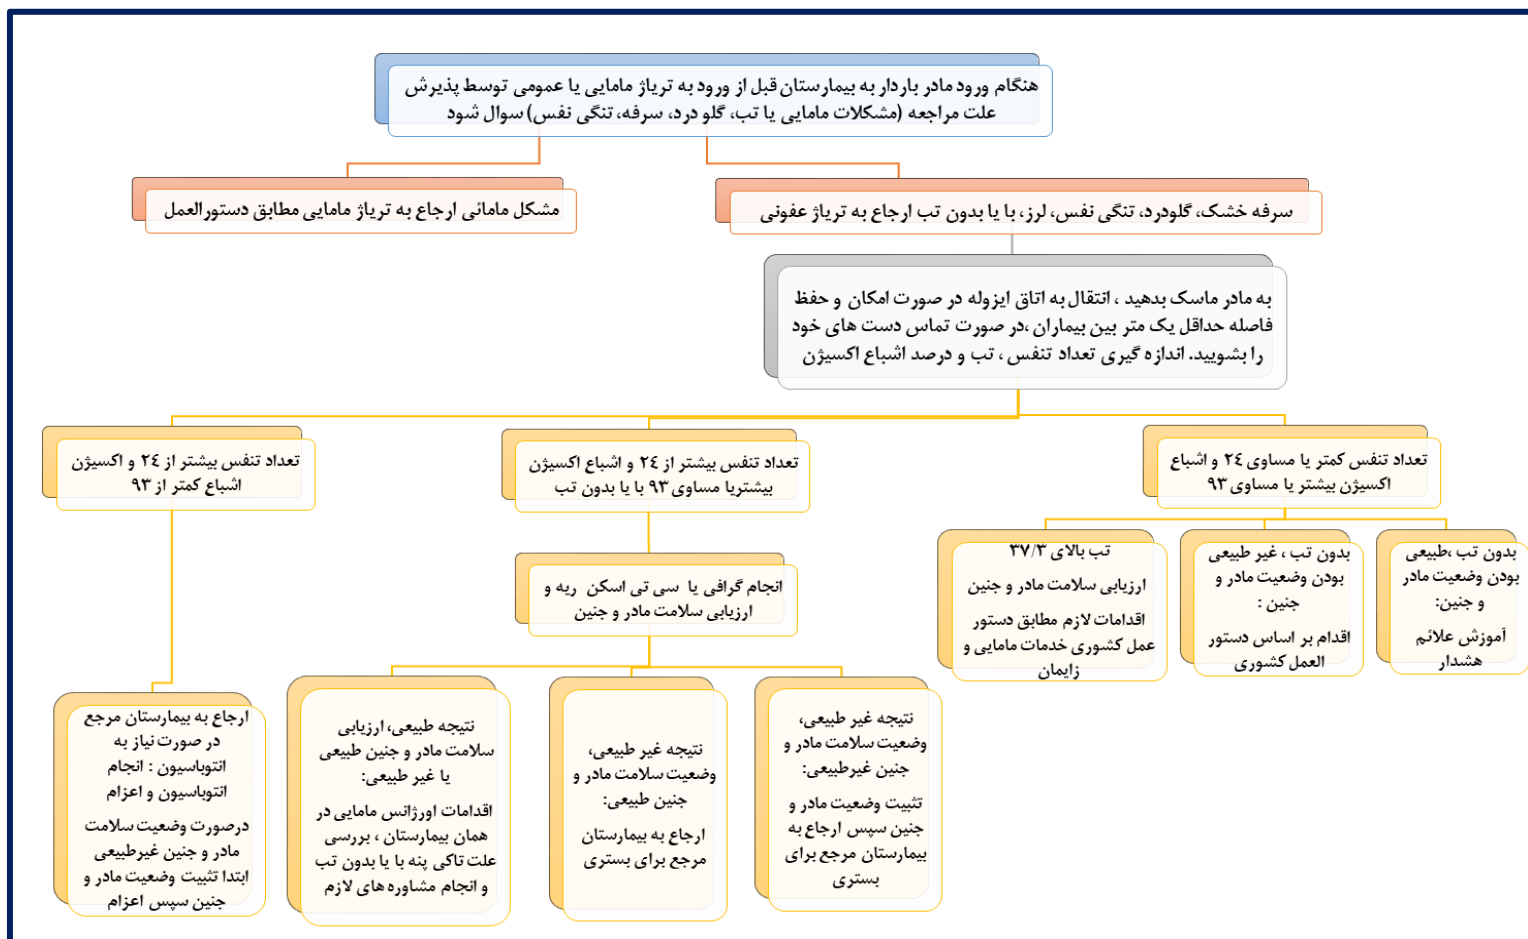 هنگام ورود مادر باردار به بیمارستان قبل از ورود به تریاژ مامایی یا عمومی توسط پذیرش
علت مراجعه (مشکلات مامایی یا تب، گلو درد، سرفه، تنگی نفس) سوال شود
سرفه خشک، گلودرد، تنگی نفس، لرز، با یا بدون تب ارجاع به تریاژ عفونی
مشکل مامائی ارجاع به تریاژ مامایی مطابق دستورالعمل
به مادر ماسک بدهید ، انتقال به اتاق ایزوله در صورت امکان و حفظ
فاصله حداقل یک متر بین بیماران ،در صورت تماس دست های خود
را بشویید. اندازه گیری تعداد تنفس ، تب و درصد اشباع اکسیژن
تعداد تنفس کمتر یا مساوی ٢٤ و اشباع
اکسیژن بیشتر یا مساوی ٩٣
تعداد تنفس بیشتر از ٢٤ و اشباع اکسیژن
بیشتریا مساوی ٩٣ با یا بدون تب
تعداد تنفس بیشتر از ٢٤ و اکسیژن
اشباع کمتر از ٩٣
بدون تب ،طبیعی
بودن وضعیت مادر
و جنین:
آموزش علائم
هشدار
بدون تب ، غیر طبیعی
بودن وضعیت مادر و
جنین :
اقدام بر اساس دستور
العمل کشوری
تب بالای ٣٧/٣
ارزیابی سلامت مادر و جنین
اقدامات لازم مطابق دستور
عمل کشوری خدمات مامایی و
زایمان
انجام گرافی یا سی تی اسکن ریه و
ارزیابی سلامت مادر و جنین
نتیجه غیر طبیعی،
وضعیت سلامت مادر و
جنین غیرطبیعی:
تثبیت وضعیت مادر و
جنین سپس ارجاع به
بیمارستان مرجع برای
بستری
نتیجه غیر طبیعی،
وضعیت سلامت مادر و
جنین طبیعی:
ارجاع به بیمارستان
مرجع برای بستری
نتیجه طبیعی، ارزیابی
سلامت مادر و جنین طبیعی
یا غیر طبیعی:
اقدامات اورژانس مامایی در
همان بیمارستان ، بررسی
علت تاکی پنه با یا بدون تب
و انجام مشاوره های لازم
ارجاع به بیمارستان مرجع
در صورت نیاز به
انتوباسیون : انجام
انتوباسیون و اعزام
درصورت وضعیت سلامت
مادر و جنین غیرطبیعی
ابتدا تثبیت وضعیت مادر و
جنین سپس اعزام